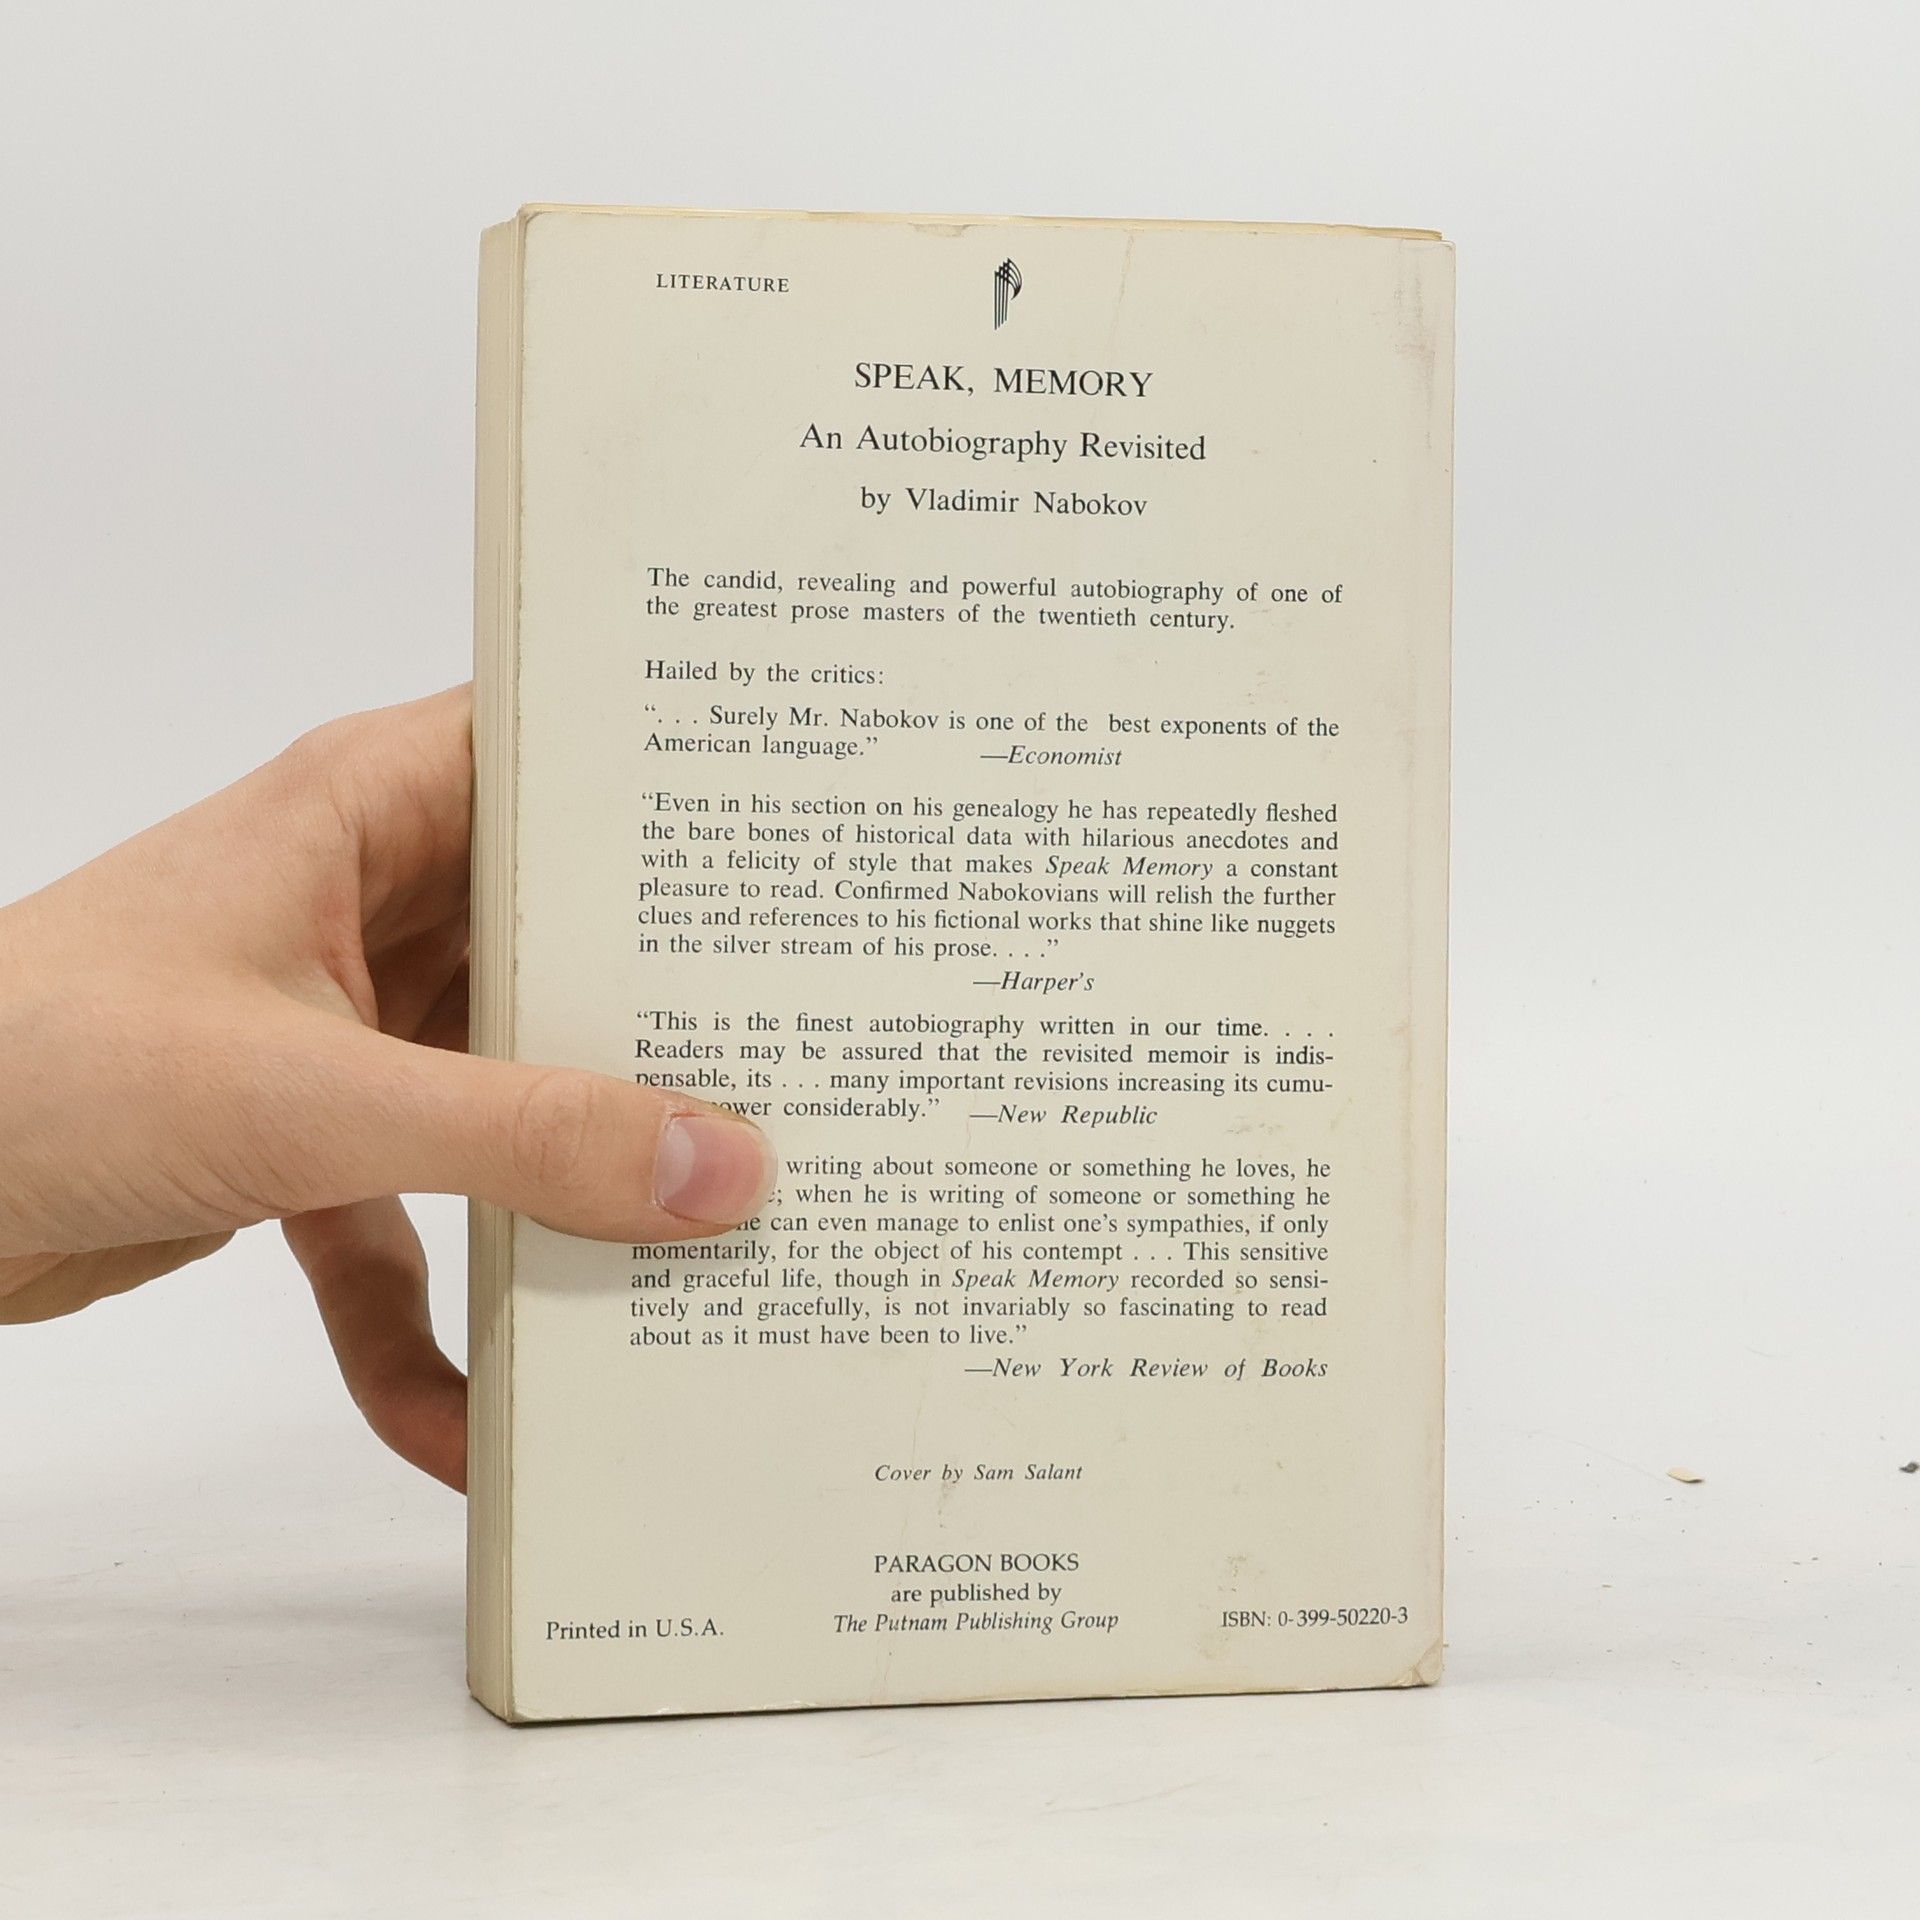 LITERATURE
SPEAK, MEMORY
An Autobiography Revisited
by Vladimir Nabokov
The candid, revealing and powerful autobiography of one of
the greatest prose masters of the twentieth century.
Hailed by the critics:
“. . . Surely Mr. Nabokov is one of the best exponents of the
American language.” —Economist
“Even in his section on his genealogy he has repeatedly fleshed
the bare bones of historical data with hilarious anecdotes and
with a felicity of style that makes Speak Memory a constant
pleasure to read. Confirmed Nabokovians will relish the further
clues and references to his fictional works that shine like nuggets
in the silver stream of his prose. . . .”
—Harper's
“This is the finest autobiography written in our time. . . .
Readers may be assured that the revisited memoir is indis-
pensable, its . . . many important revisions increasing its cumu-
power considerably.” —New Republic
writing about someone or something he loves, he
; when he is writing of someone or something he
he can even manage to enlist one's sympathies, if only
momentarily, for the object of his contempt . . . This sensitive
and graceful life, though in Speak Memory recorded so sensi-
tively and gracefully, is not invariably so fascinating to read
about as it must have been to live.”
—New York Review of Books
Cover by Sam Salant
PARAGON BOOKS
are published by
The Putnam Publishing Group
Printed in U.S.A.
ISBN: 0-399-50220-3